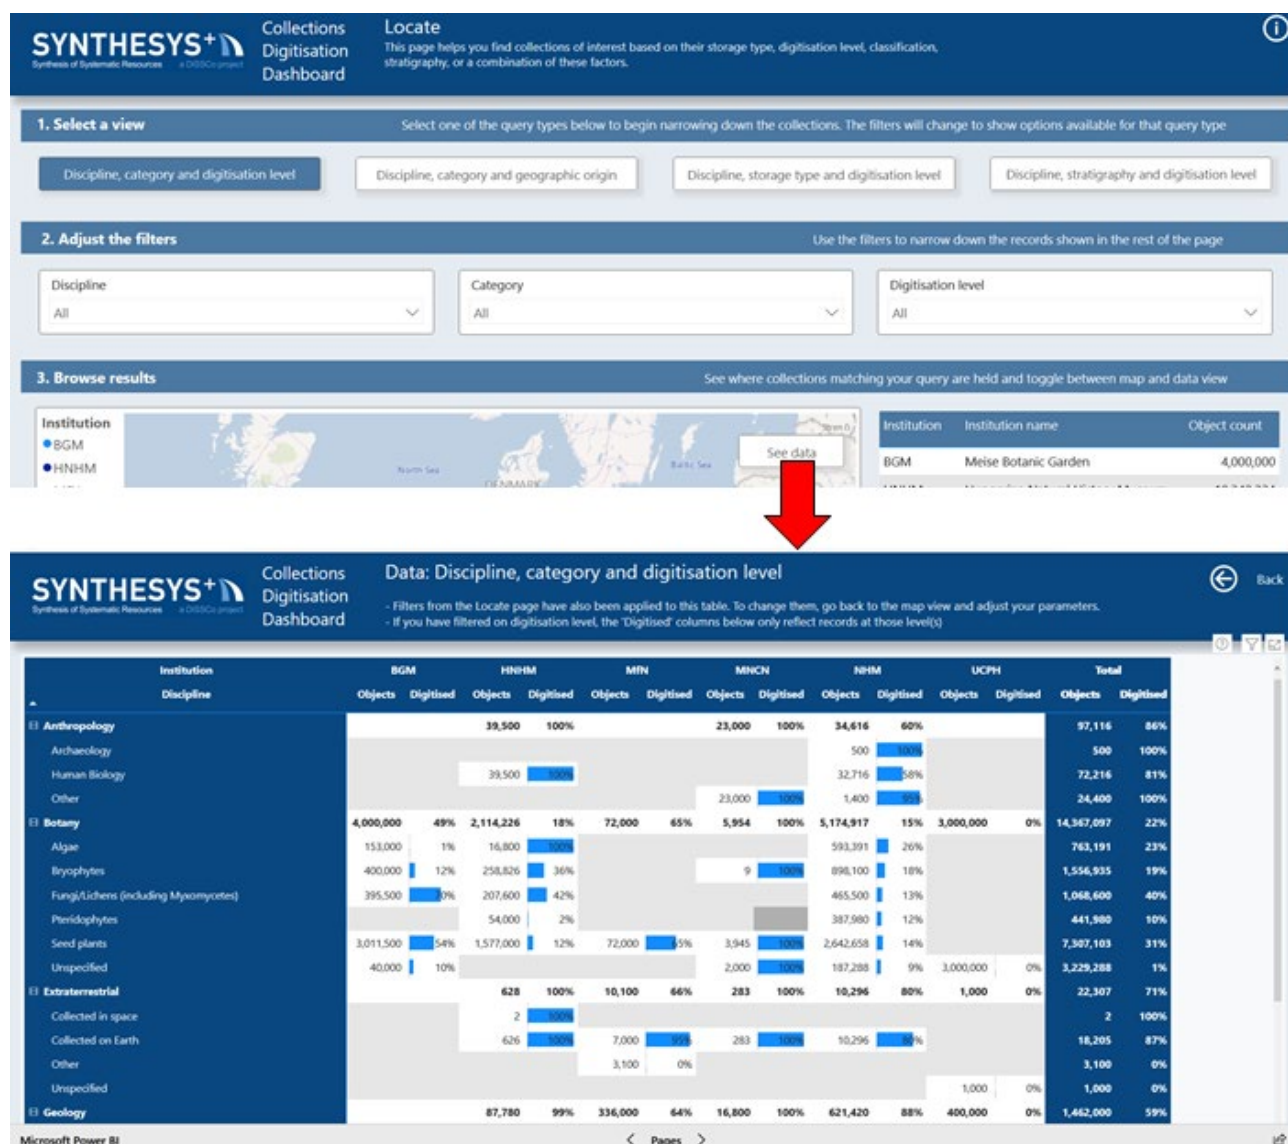 SYNTHESYS+
Synthesis of Systematic Resources a DiSSCo project
Collections
Digitisation
Dashboard
Locate
This page helps you find collections of interest based on their storage type, digitisation level, classification,
stratigraphy, or a combination of these factors.
1. Select a view Select one of the query types below to begin narrowing down the collections. The filters will change to show options available for that query type
Discipline, category and digitisation level Discipline, category and geographic origin Discipline, storage type and digitisation level Discipline, stratigraphy and digitisation level
2. Adjust the filters Use the filters to narrow down the records shown in the rest of the page
Discipline Category Digitisation level
All All All
3. Browse results See where collections matching your query are held and toggle between map and data view
Institution
BGM
HNHM
North Sea
DENMARK
Baltic Sea
See data
Institution Institution name Object count
BGM Meise Botanic Garden 4,000,000
SYNTHESYS+
Synthesis of Systematic Resources a DiSSCo project
Collections
Digitisation
Dashboard
Data: Discipline, category and digitisation level
- Filters from the Locate page have also been applied to this table. To change them, go back to the map view and adjust your parameters.
- If you have filtered on digitisation level, the 'Digitised' columns below only reflect records at those level(s)
Back
Institution BGM HNHM MfN MNCN NHM UCPH Total
Discipline Objects Digitised Objects Digitised Objects Digitised Objects Digitised Objects Digitised Objects Digitised Objects Digitised
Anthropology 39,500 100% 23,000 100% 34,616 60% 97,116 86%
Archaeology 500 100% 500 100%
Human Biology 39,500 100% 32,716 58% 72,216 81%
Other 23,000 100% 1,400 95% 24,400 100%
Botany 4,000,000 49% 2,114,226 18% 72,000 65% 5,954 100% 5,174,917 15% 3,000,000 0% 14,367,097 22%
Algae 153,000 1% 16,800 100% 593,391 26% 763,191 23%
Bryophytes 400,000 12% 258,826 36% 9 100% 898,100 18% 1,556,935 19%
Fungi/Lichens (including Myxomycetes) 395,500 70% 207,600 42% 465,500 13% 1,068,600 40%
Pteridophytes 54,000 2% 387,980 12% 441,980 10%
Seed plants 3,011,500 54% 1,577,000 12% 72,000 65% 3,945 100% 2,642,658 14% 7,307,103 31%
Unspecified 40,000 10% 2,000 100% 187,288 9% 3,000,000 0% 3,229,288 1%
Extraterrestrial 628 100% 10,100 66% 283 100% 10,296 80% 1,000 0% 22,307 71%
Collected in space 2 100% 2 100%
Collected on Earth 626 100% 7,000 95% 283 100% 10,296 80% 18,205 87%
Other 3,100 0% 3,100 0%
Unspecified 1,000 0% 1,000 0%
Geology 87,780 99% 336,000 64% 16,800 100% 621,420 88% 400,000 0% 1,462,000 59%
Microsoft Power BI Pages